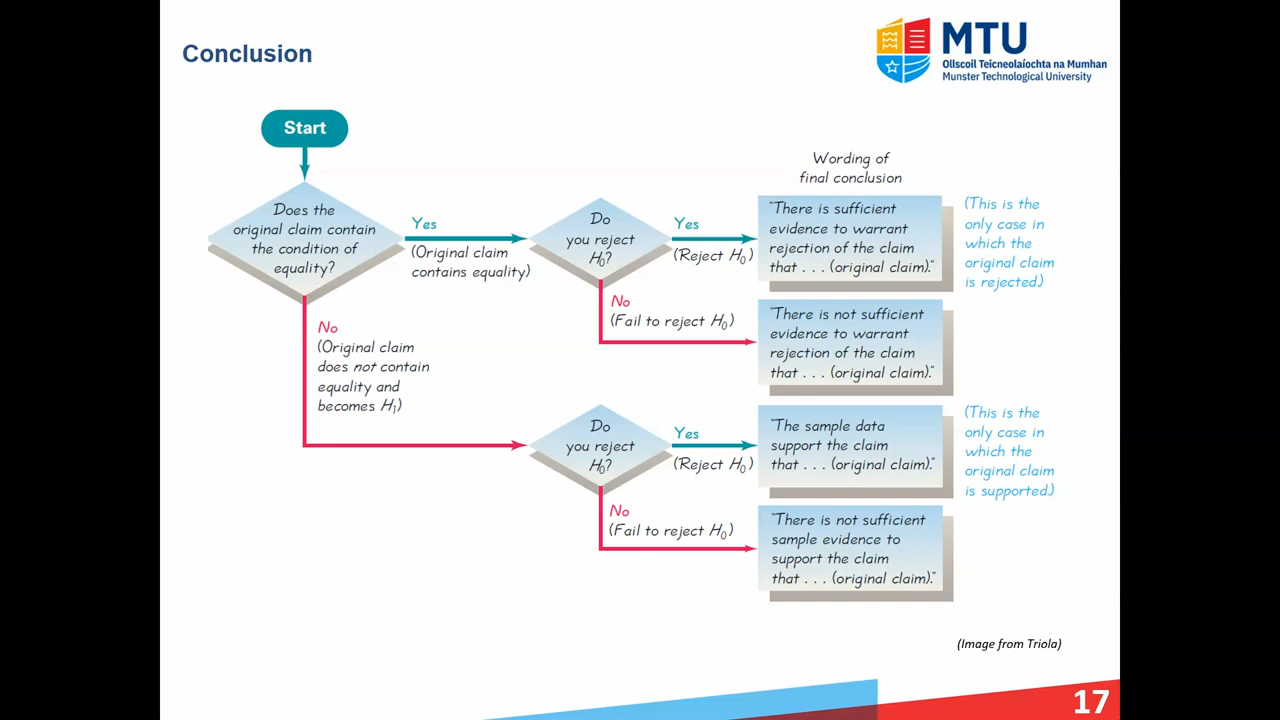 Conclusion
MTU
Ollscoil Teicneolaíochta na Mumhan
Munster Technological University
Start
Does the
original claim contain
the condition of
equality?
Yes
(Original claim
contains equality)
Do
you reject
H₀?
Yes
(Reject H₀)
Wording of
final conclusion
"There is sufficient
evidence to warrant
rejection of the claim
that . . . (original claim)."
(This is the
only case in
which the
original claim
is rejected.)
No
(Fail to reject H₀)
"There is not sufficient
evidence to warrant
rejection of the claim
that . . . (original claim)."
No
(Original claim
does not contain
equality and
becomes H₁)
Do
you reject
H₀?
Yes
(Reject H₀)
"The sample data
support the claim
that . . . (original claim)."
(This is the
only case in
which the
original claim
is supported.)
No
(Fail to reject H₀)
"There is not sufficient
sample evidence to
support the claim
that . . . (original claim)."
(Image from Triola)
17